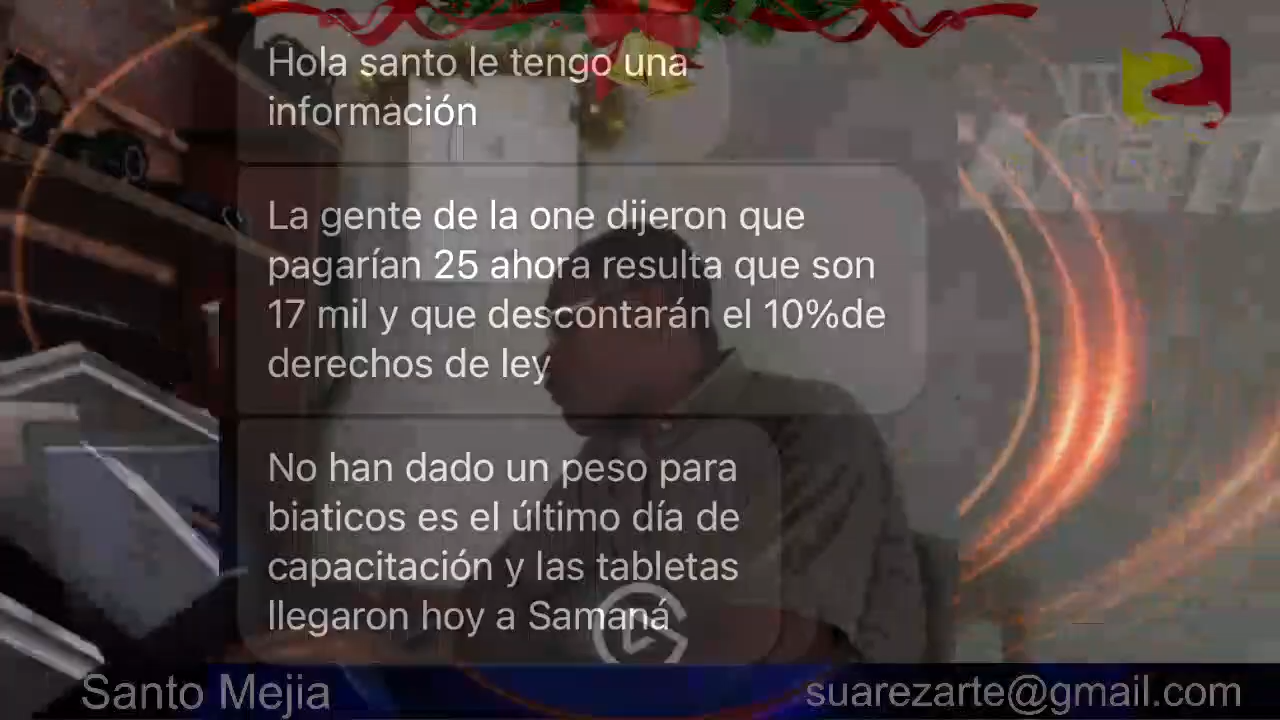 Hola santo le tengo una
información
La gente de la one dijeron que
pagarían 25 ahora resulta que son
17 mil y que descontarán el 10%de
derechos de ley
No han dado un peso para
biaticos es el último día de
capacitación y las tabletas
llegaron hoy a Samaná
Santo Mejia
suarezarte@gmail.com